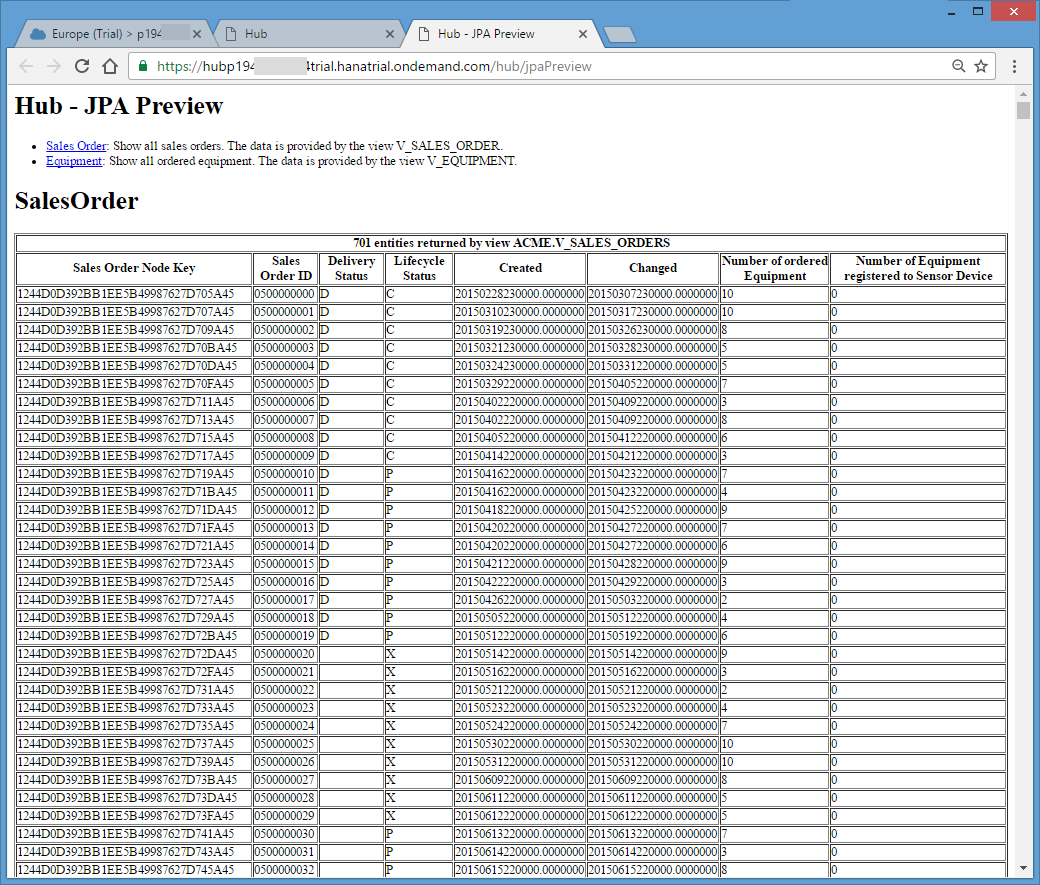 Europe (Trial) > p194
Hub
Hub - JPA Preview
https://hubp194 4trial.hanatrial.ondemand.com/hub/jpaPreview
Hub - JPA Preview
Sales Order: Show all sales orders. The data is provided by the view V_SALES_ORDER.
Equipment: Show all ordered equipment. The data is provided by the view V_EQUIPMENT.
SalesOrder
701 entities returned by view ACME.V_SALES_ORDERS
Sales Order Node Key Sales Order ID Delivery Status Lifecycle Status Created Changed Number of ordered Equipment Number of Equipment registered to Sensor Device
1244D0D392BB1EE5B49987627D705A45 0500000000 D C 20150228230000.0000000 20150307230000.0000000 10 0
1244D0D392BB1EE5B49987627D707A45 0500000001 D C 20150310230000.0000000 20150317230000.0000000 10 0
1244D0D392BB1EE5B49987627D709A45 0500000002 D C 20150319230000.0000000 20150326230000.0000000 8 0
1244D0D392BB1EE5B49987627D70BA45 0500000003 D C 20150321230000.0000000 20150328230000.0000000 5 0
1244D0D392BB1EE5B49987627D70DA45 0500000004 D C 20150324230000.0000000 20150331220000.0000000 5 0
1244D0D392BB1EE5B49987627D70FA45 0500000005 D C 20150329220000.0000000 20150405220000.0000000 7 0
1244D0D392BB1EE5B49987627D711A45 0500000006 D C 20150402220000.0000000 20150409220000.0000000 3 0
1244D0D392BB1EE5B49987627D713A45 0500000007 D C 20150402220000.0000000 20150409220000.0000000 8 0
1244D0D392BB1EE5B49987627D715A45 0500000008 D C 20150405220000.0000000 20150412220000.0000000 6 0
1244D0D392BB1EE5B49987627D717A45 0500000009 D C 20150414220000.0000000 20150421220000.0000000 3 0
1244D0D392BB1EE5B49987627D719A45 0500000010 D P 20150416220000.0000000 20150423220000.0000000 7 0
1244D0D392BB1EE5B49987627D71BA45 0500000011 D P 20150416220000.0000000 20150423220000.0000000 4 0
1244D0D392BB1EE5B49987627D71DA45 0500000012 D P 20150418220000.0000000 20150425220000.0000000 9 0
1244D0D392BB1EE5B49987627D71FA45 0500000013 D P 20150420220000.0000000 20150427220000.0000000 7 0
1244D0D392BB1EE5B49987627D721A45 0500000014 D P 20150420220000.0000000 20150427220000.0000000 6 0
1244D0D392BB1EE5B49987627D723A45 0500000015 D P 20150421220000.0000000 20150428220000.0000000 9 0
1244D0D392BB1EE5B49987627D725A45 0500000016 D P 20150422220000.0000000 20150429220000.0000000 3 0
1244D0D392BB1EE5B49987627D727A45 0500000017 D P 20150426220000.0000000 20150503220000.0000000 2 0
1244D0D392BB1EE5B49987627D729A45 0500000018 D P 20150505220000.0000000 20150512220000.0000000 4 0
1244D0D392BB1EE5B49987627D72BA45 0500000019 D P 20150512220000.0000000 20150519220000.0000000 6 0
1244D0D392BB1EE5B49987627D72DA45 0500000020 X 20150514220000.0000000 20150514220000.0000000 9 0
1244D0D392BB1EE5B49987627D72FA45 0500000021 X 20150516220000.0000000 20150516220000.0000000 3 0
1244D0D392BB1EE5B49987627D731A45 0500000022 X 20150521220000.0000000 20150521220000.0000000 2 0
1244D0D392BB1EE5B49987627D733A45 0500000023 X 20150523220000.0000000 20150523220000.0000000 4 0
1244D0D392BB1EE5B49987627D735A45 0500000024 X 20150524220000.0000000 20150524220000.0000000 7 0
1244D0D392BB1EE5B49987627D737A45 0500000025 X 20150530220000.0000000 20150530220000.0000000 10 0
1244D0D392BB1EE5B49987627D739A45 0500000026 X 20150531220000.0000000 20150531220000.0000000 10 0
1244D0D392BB1EE5B49987627D73BA45 0500000027 X 20150609220000.0000000 20150609220000.0000000 8 0
1244D0D392BB1EE5B49987627D73DA45 0500000028 X 20150611220000.0000000 20150611220000.0000000 5 0
1244D0D392BB1EE5B49987627D73FA45 0500000029 X 20150612220000.0000000 20150612220000.0000000 5 0
1244D0D392BB1EE5B49987627D741A45 0500000030 P 20150613220000.0000000 20150613220000.0000000 7 0
1244D0D392BB1EE5B49987627D743A45 0500000031 P 20150614220000.0000000 20150614220000.0000000 3 0
1244D0D392BB1EE5B49987627D745A45 0500000032 P 20150615220000.0000000 20150615220000.0000000 8 0